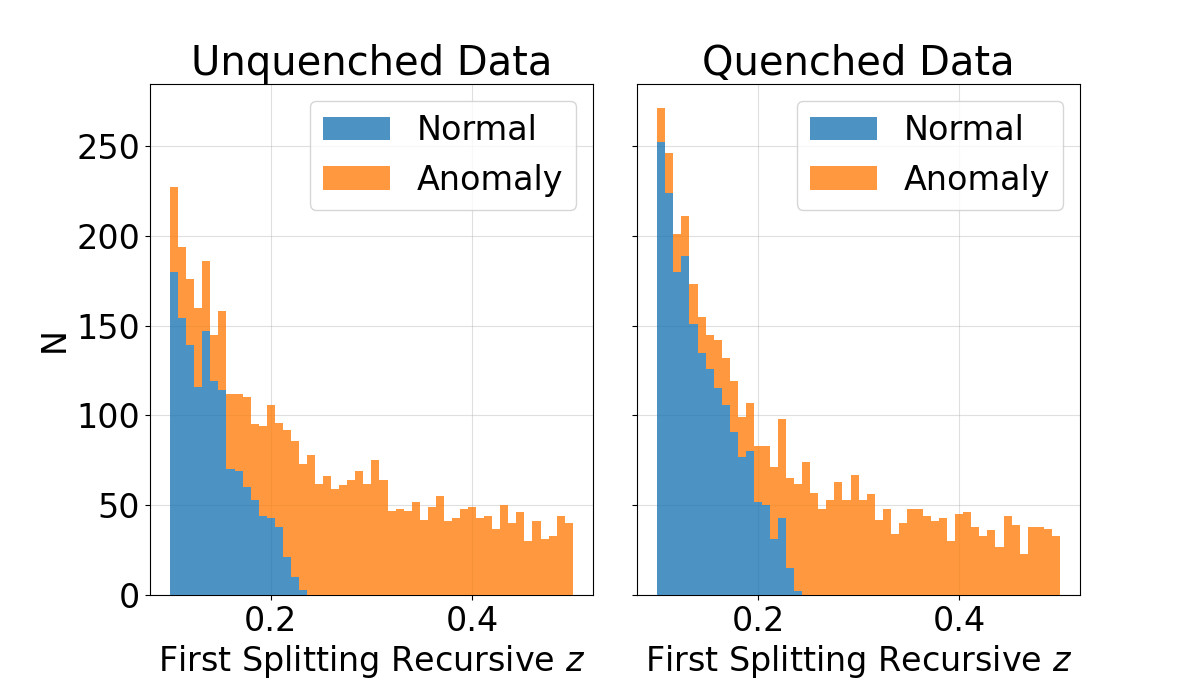 Unquenched Data
Quenched Data
Normal
Anomaly
Normal
Anomaly
250
200
150
100
50
0
N
0.2
0.4
0.2
0.4
First Splitting Recursive z
First Splitting Recursive z